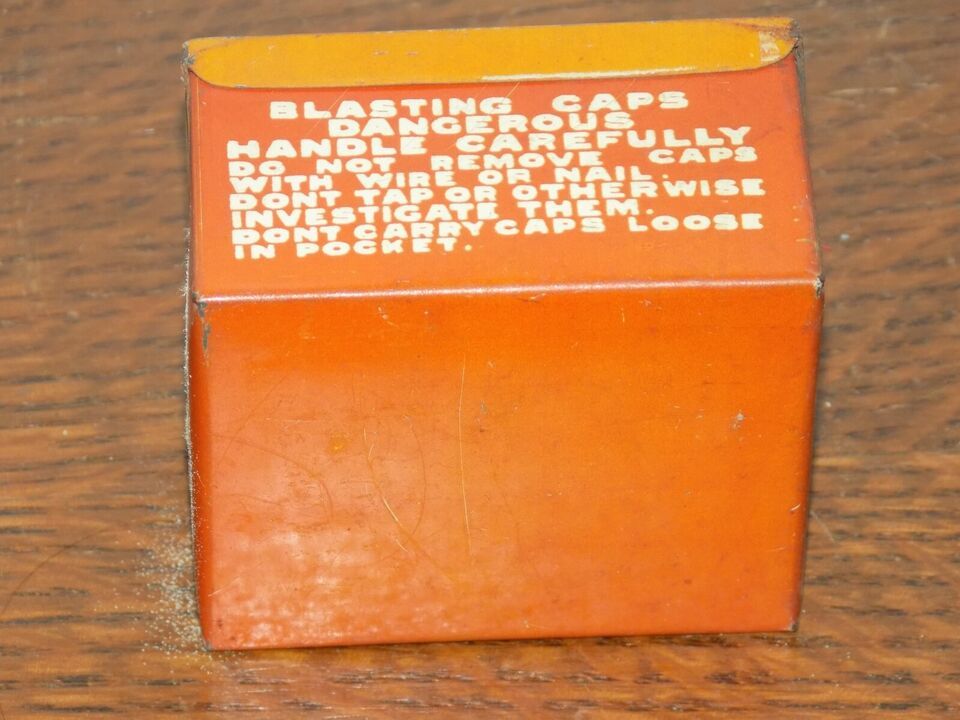 BLASTING CAPS
DANGEROUS
HANDLE CAREFULLY
DO NOT REMOVE CAPS
WITH WIRE OR NAIL.
DONT TAP OR OTHERWISE
INVESTIGATE THEM.
DONT CARRY CAPS LOOSE
IN POCKET.